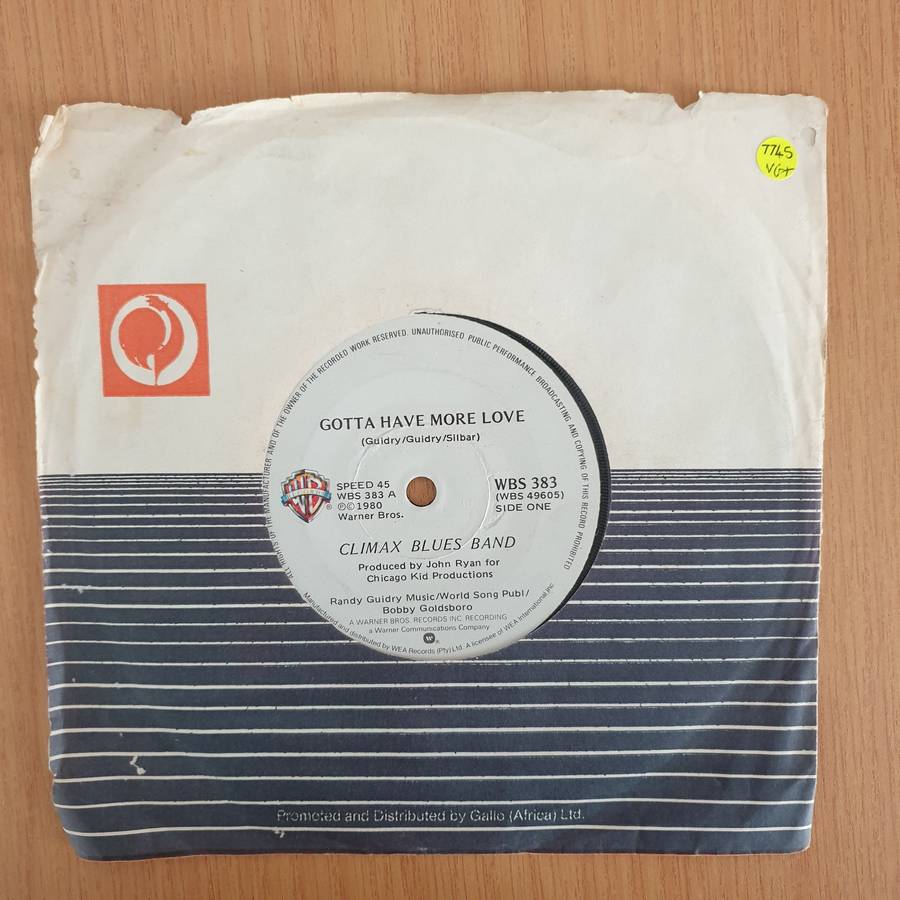 7745
VG+
ALL RIGHTS OF THE MANUFACTURER AND OF THE OWNER OF THE RECORDED WORK RESERVED. UNAUTHORISED PUBLIC PERFORMANCE BROADCASTING AND COPYING OF THIS RECORD PROHIBITED
GOTTA HAVE MORE LOVE
(Guidry/Guidry/Silbar)
SPEED 45
WBS 383 A
℗© 1980
Warner Bros.
WBS 383
(WBS 49605)
SIDE ONE
WB
®
CLIMAX BLUES BAND
Produced by John Ryan for
Chicago Kid Productions
Randy Guidry Music/World Song Publ/
Bobby Goldsboro
A WARNER BROS. RECORDS INC. RECORDING
a Warner Communications Company
Manufactured and distributed by WEA Records (Pty) Ltd. A licensee of WEA International, Inc
Promoted and Distributed by Gallo (Africa) Ltd.